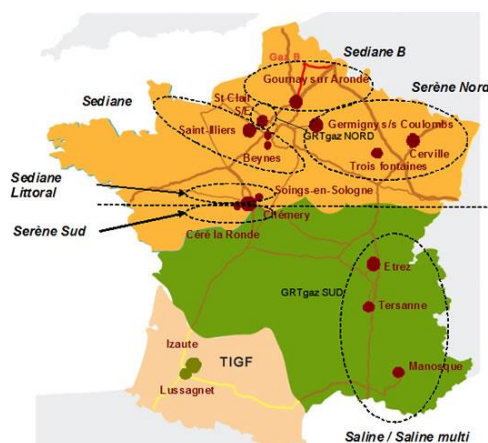 Sediane B
Gaz B
Gournay sur Aronde
Serène Nord
Sediane
St Clair
S/E
Germigny s/s Coulombs
Saint-Illiers
GRTgaz NORD
Cerville
Beynes
Trois fontaines
Sediane
Littoral
Soings-en-Sologne
Serène Sud
Chémery
Céré la Ronde
Etrez
GRTgaz SUD
Tersanne
Izaute
TIGF
Manosque
Lussagnet
Saline / Saline multi